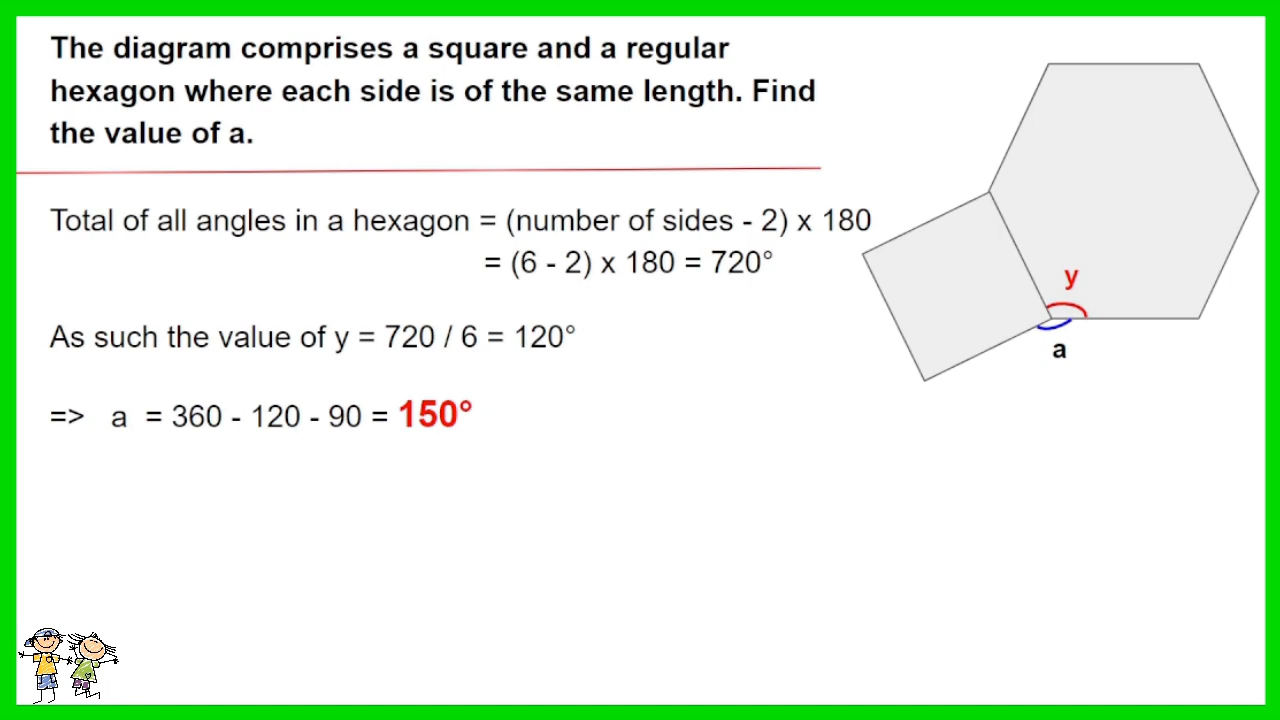 The diagram comprises a square and a regular
hexagon where each side is of the same length. Find
the value of a.
Total of all angles in a hexagon = (number of sides - 2) x 180
= (6 - 2) x 180 = 720°
As such the value of y = 720 / 6 = 120°
=> a = 360 - 120 - 90 = 150°
y
a